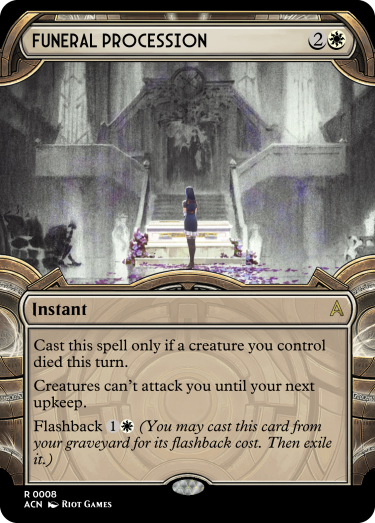 FUNERAL PROCESSION 2
Instant
Cast this spell only if a creature you control
died this turn.
Creatures can't attack you until your next
upkeep.
Flashback 1 (You may cast this card from
your graveyard for its flashback cost. Then exile
it.)
R 0008
ACN RIOT GAMES